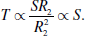 T ∝ SR₂ / R₂² ∝ S.